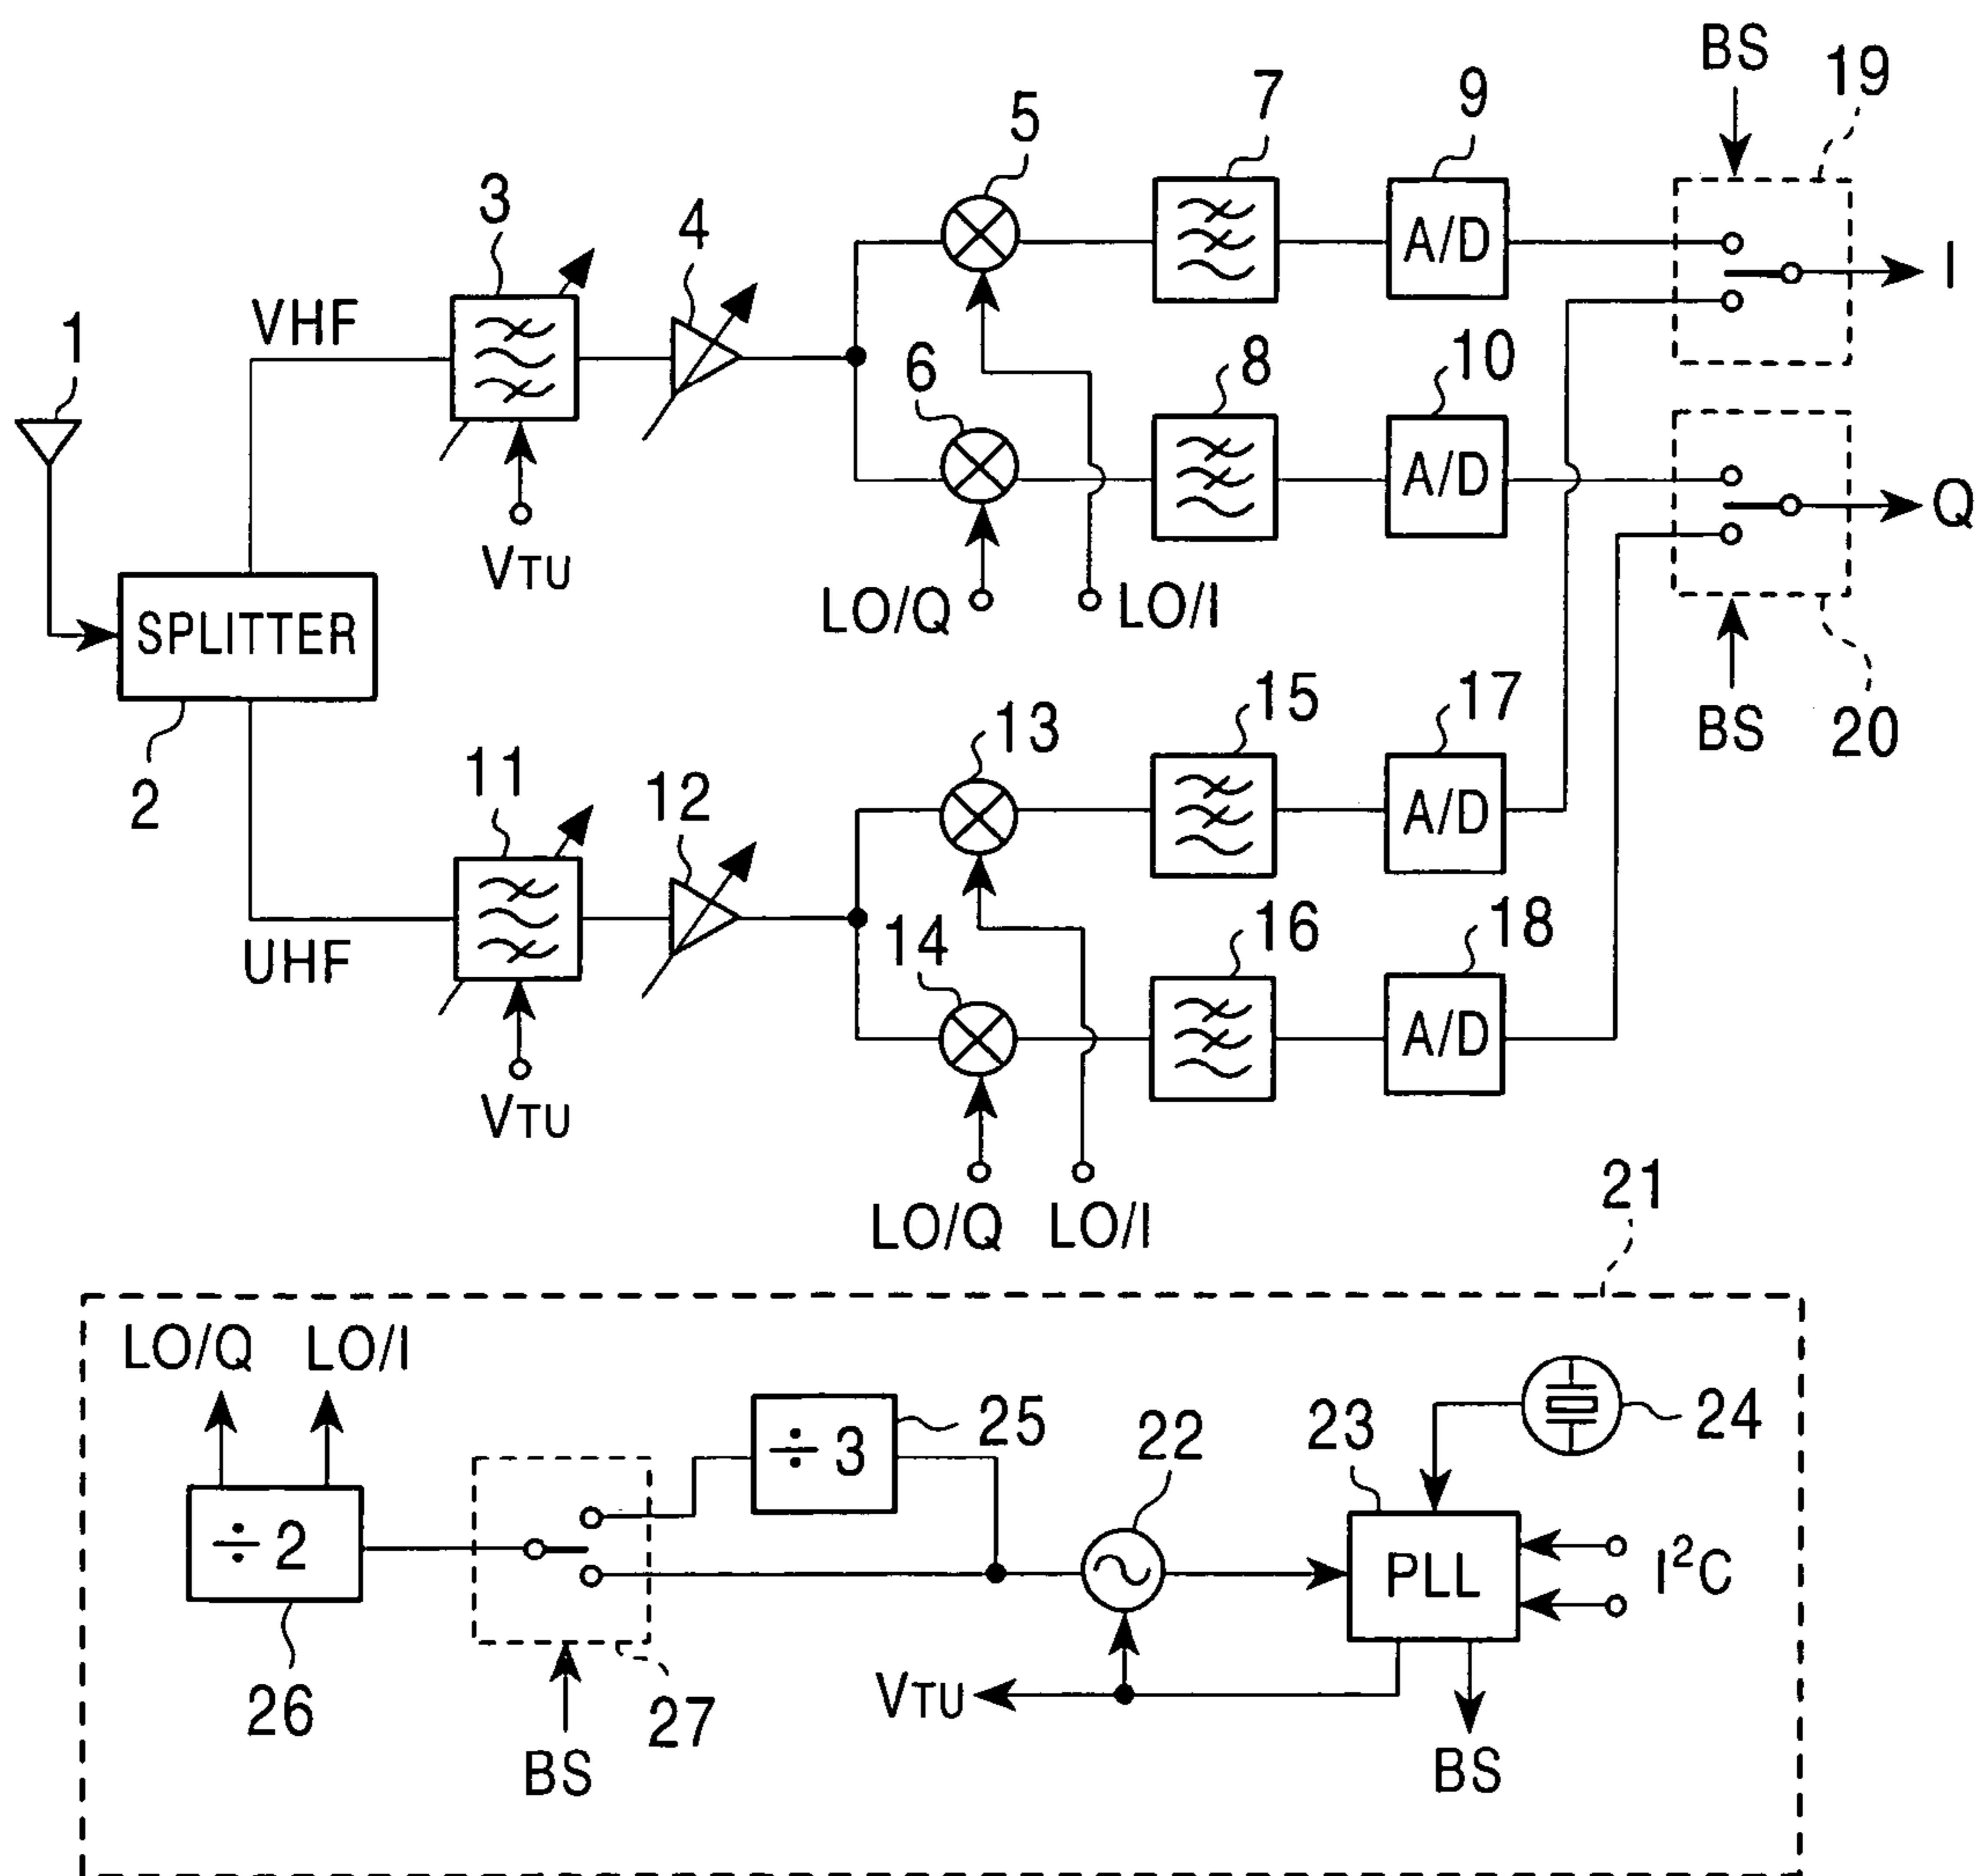 BS
19
7
9
5
3
4
A/D
I
VHF
1
6
8
10
A/D
Q
VTU
SPLITTER
LO/Q
LO/I
2
BS
20
13
15
17
11
12
A/D
UHF
14
16
18
A/D
VTU
LO/Q
LO/I
21
LO/Q
LO/I
25
22
23
24
÷ 3
÷ 2
PLL
I²C
26
27
VTU
BS
BS